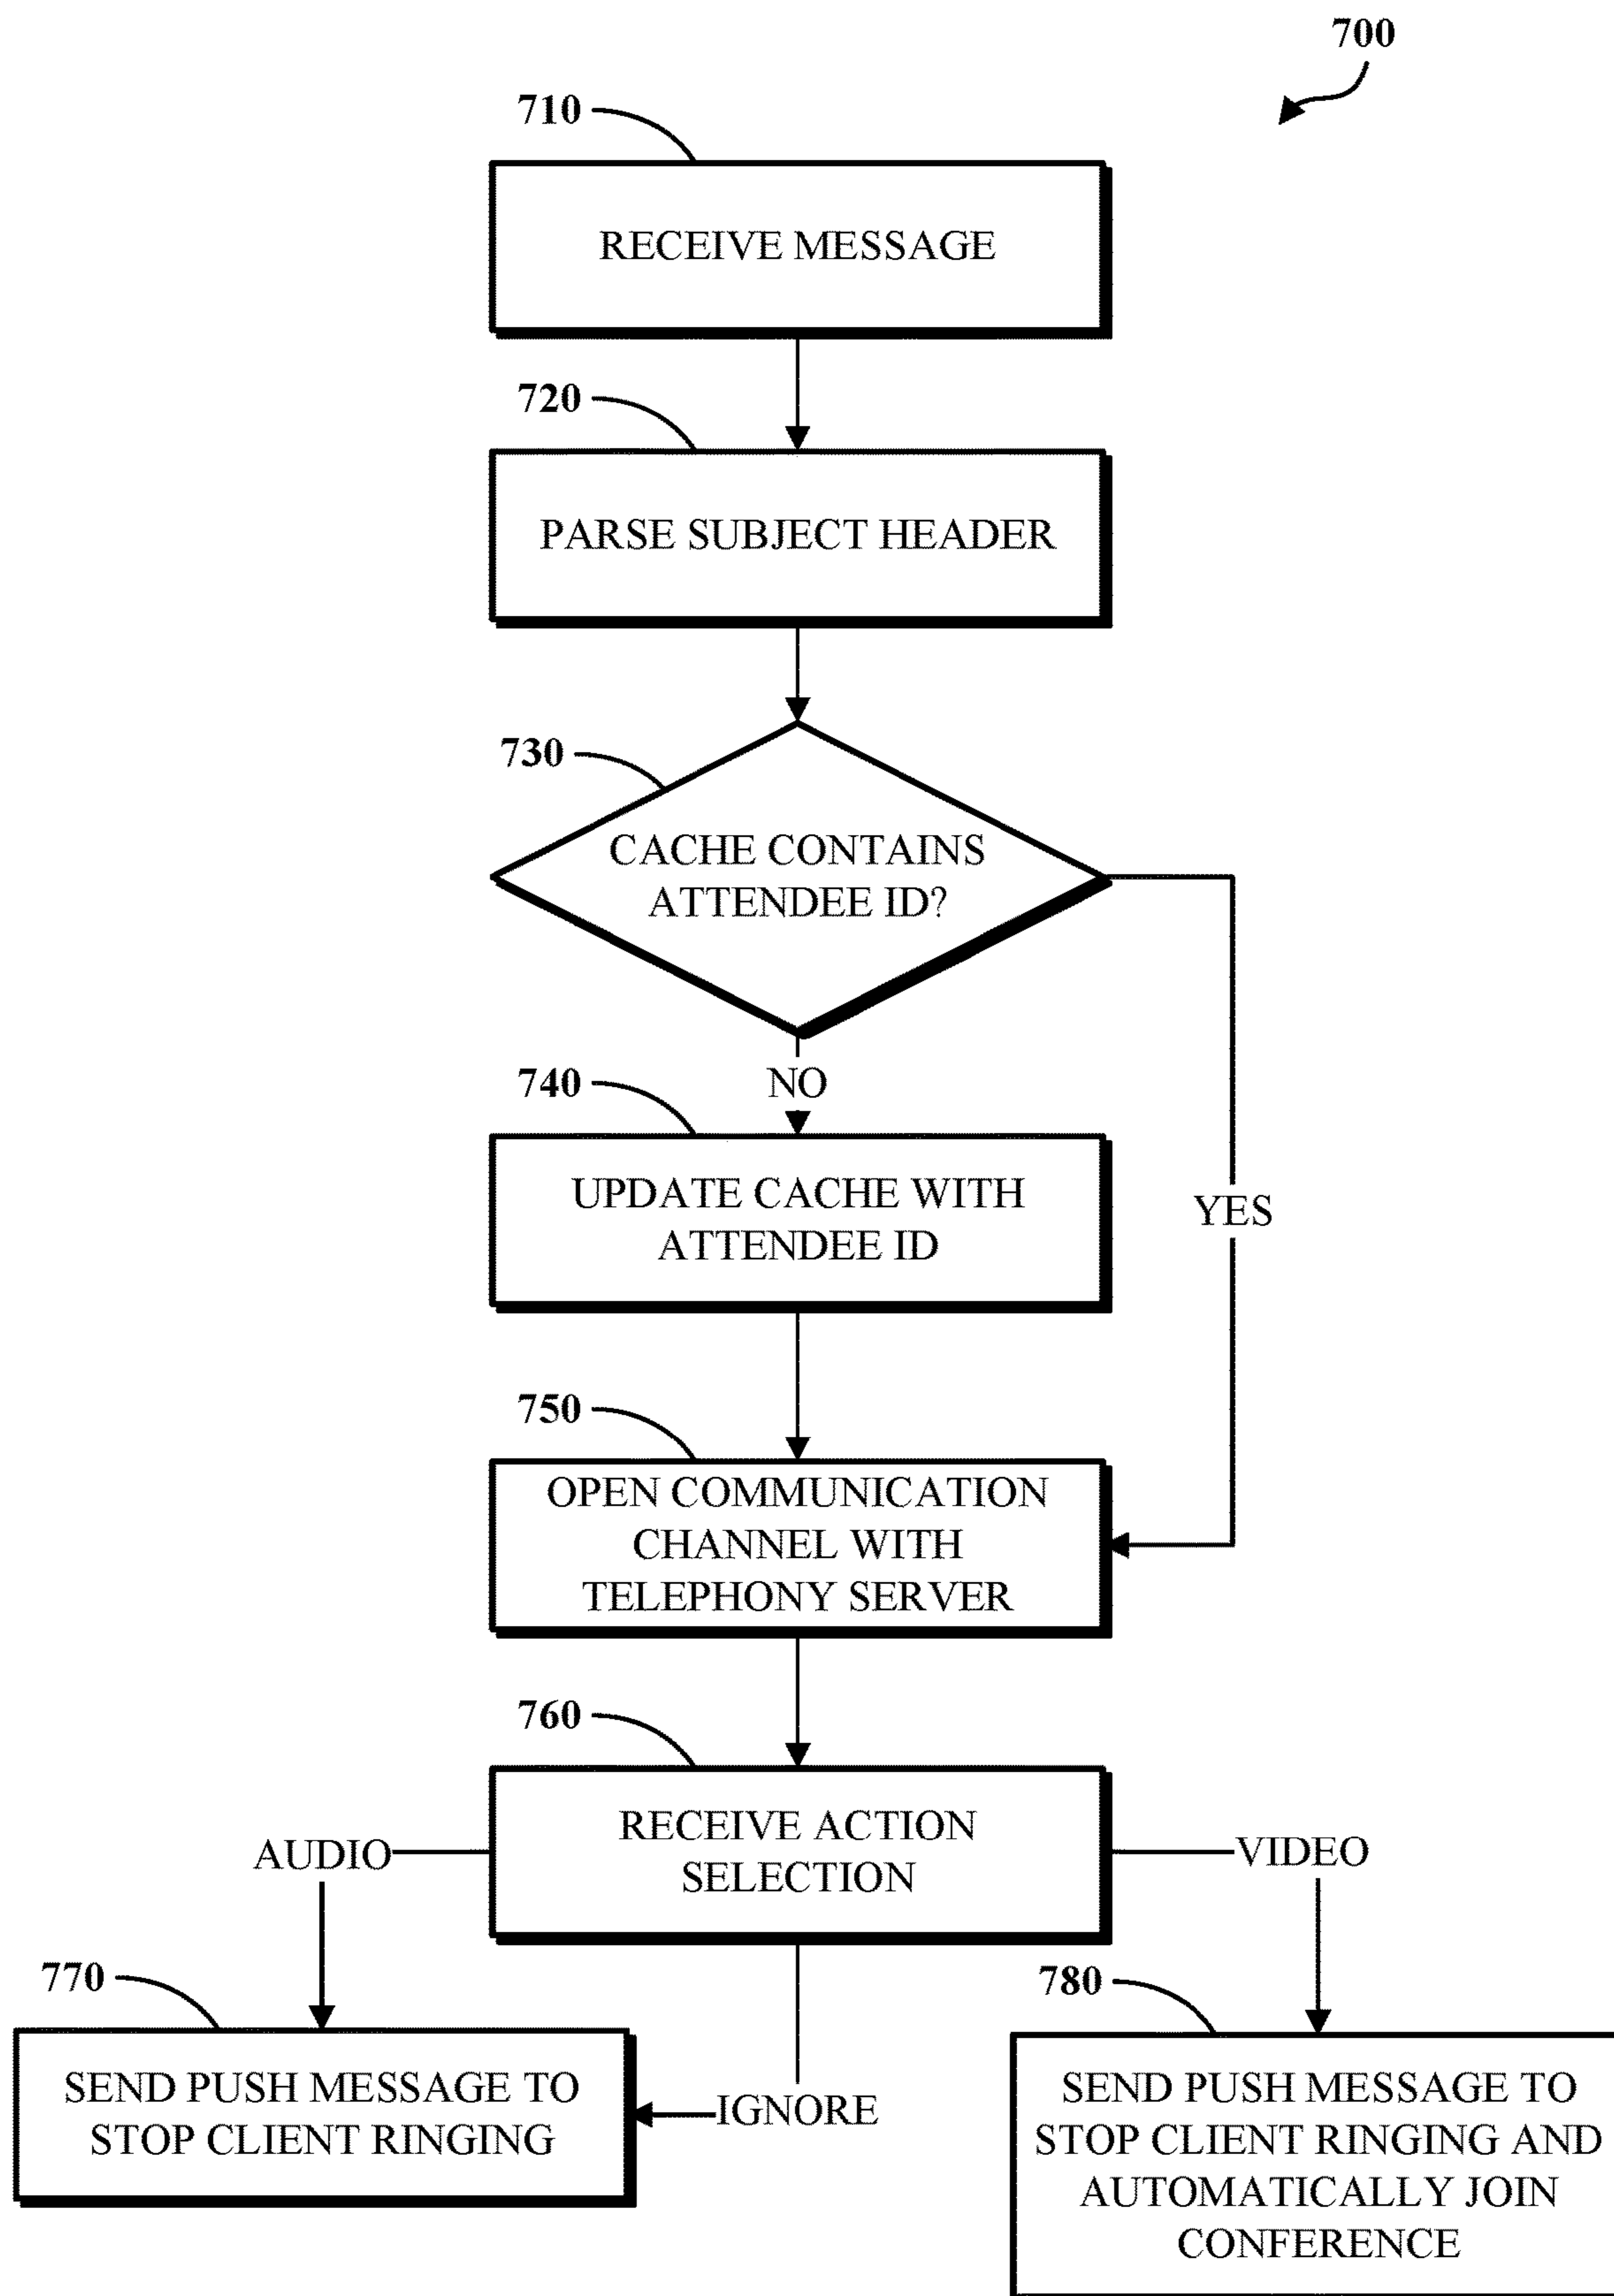 700
710
RECEIVE MESSAGE
720
PARSE SUBJECT HEADER
730
CACHE CONTAINS
ATTENDEE ID?
NO
740
UPDATE CACHE WITH
ATTENDEE ID
YES
750
OPEN COMMUNICATION
CHANNEL WITH
TELEPHONY SERVER
760
RECEIVE ACTION
SELECTION
AUDIO
VIDEO
770
SEND PUSH MESSAGE TO
STOP CLIENT RINGING
IGNORE
780
SEND PUSH MESSAGE TO
STOP CLIENT RINGING AND
AUTOMATICALLY JOIN
CONFERENCE